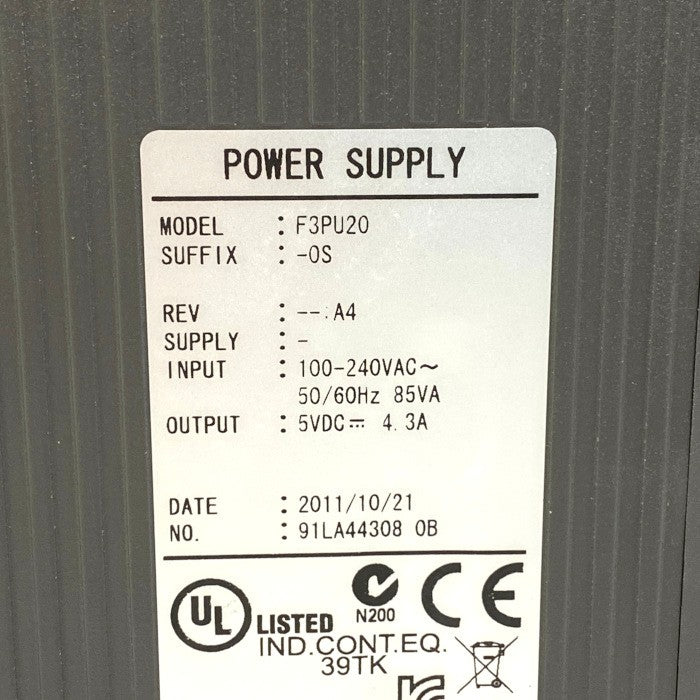 POWER SUPPLY
MODEL : F3PU20
SUFFIX : -0S
REV : --:A4
SUPPLY : -
INPUT : 100-240VAC~
50/60Hz 85VA
OUTPUT : 5VDC⎓ 4.3A
DATE : 2011/10/21
NO. : 91LA44308 0B
UL LISTED
N200
CE
IND.CONT.EQ.
39TK